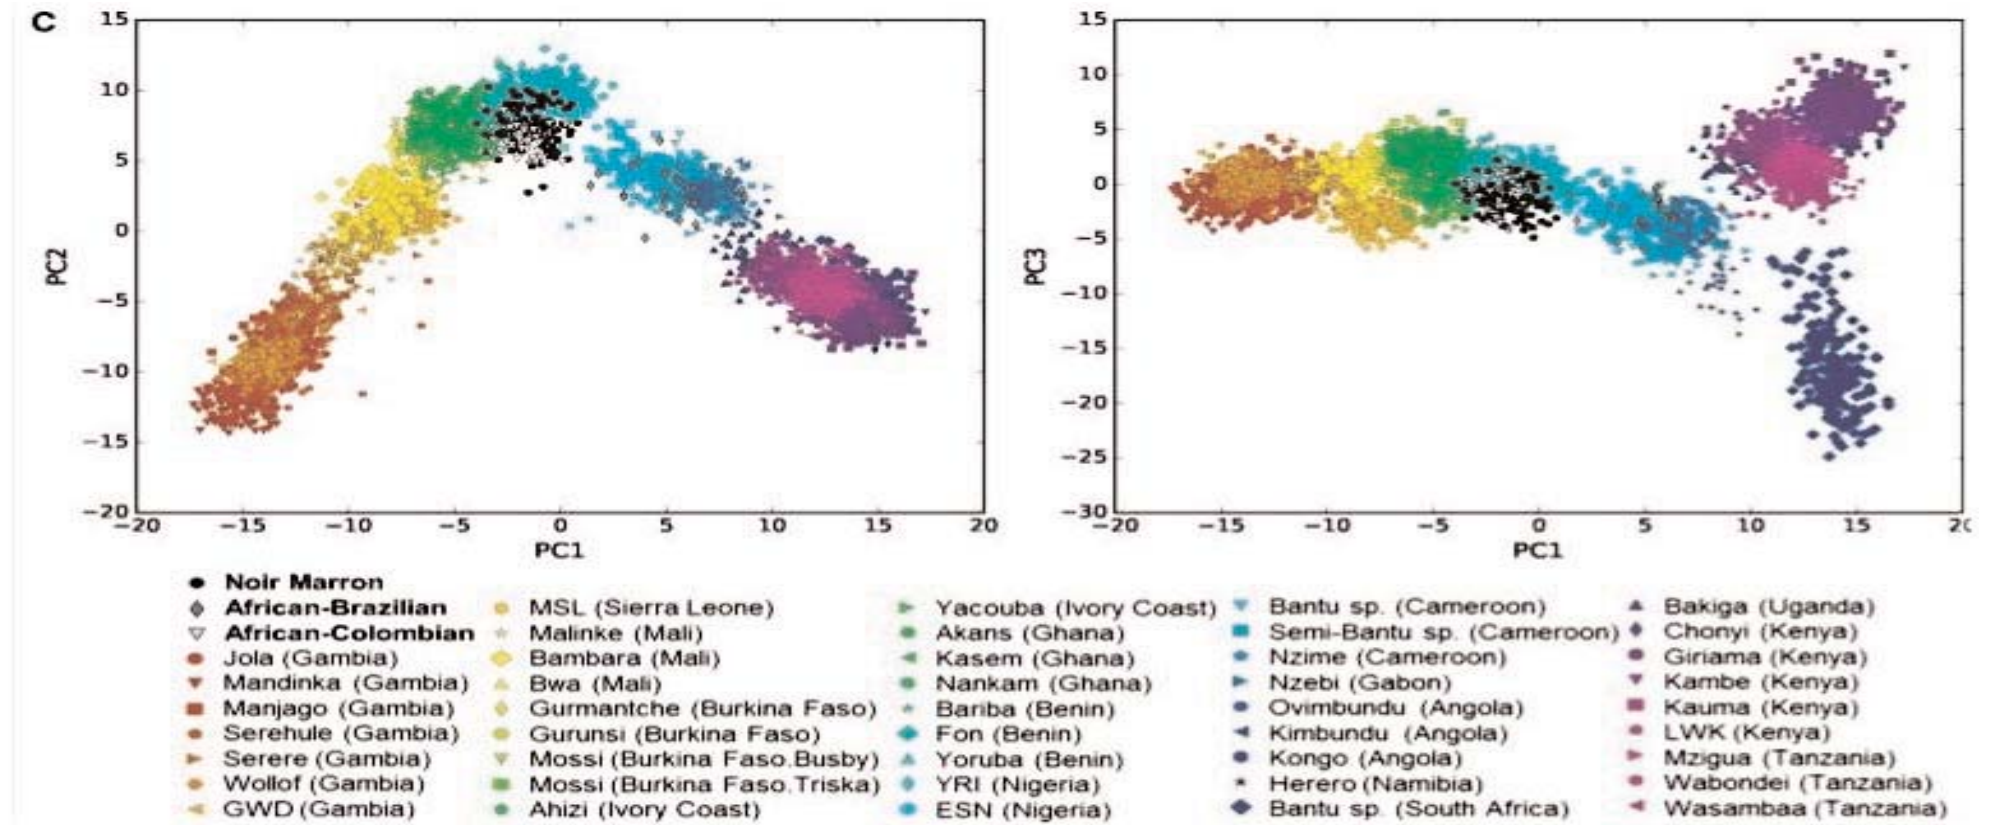 C
15
10
5
0
−5
−10
−15
−20
PC2
−20 −15 −10 −5 0 5 10 15 20
PC1
15
10
5
0
−5
−10
−15
−20
−25
−30
PC3
−20 −15 −10 −5 0 5 10 15
PC1
Noir Marron
African-Brazilian
African-Colombian
Jola (Gambia)
Mandinka (Gambia)
Manjago (Gambia)
Serehule (Gambia)
Serere (Gambia)
Wollof (Gambia)
GWD (Gambia)
MSL (Sierra Leone)
Malinke (Mali)
Bambara (Mali)
Bwa (Mali)
Gurmantche (Burkina Faso)
Gurunsi (Burkina Faso)
Mossi (Burkina Faso.Busby)
Mossi (Burkina Faso.Triska)
Ahizi (Ivory Coast)
Yacouba (Ivory Coast)
Akans (Ghana)
Kasem (Ghana)
Nankam (Ghana)
Bariba (Benin)
Fon (Benin)
Yoruba (Benin)
YRI (Nigeria)
ESN (Nigeria)
Bantu sp. (Cameroon)
Semi-Bantu sp. (Cameroon)
Nzime (Cameroon)
Nzebi (Gabon)
Ovimbundu (Angola)
Kimbundu (Angola)
Kongo (Angola)
Herero (Namibia)
Bantu sp. (South Africa)
Bakiga (Uganda)
Chonyi (Kenya)
Giriama (Kenya)
Kambe (Kenya)
Kauma (Kenya)
LWK (Kenya)
Mzigua (Tanzania)
Wabondei (Tanzania)
Wasambaa (Tanzania)